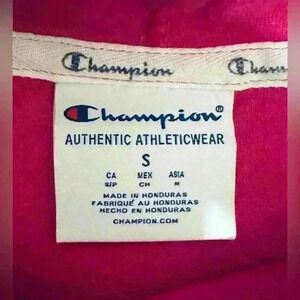 Champion Cham
Champion®
AUTHENTIC ATHLETICWEAR
S
CA MEX ASIA
S/P CH M
MADE IN HONDURAS
FABRIQUÉ AU HONDURAS
HECHO EN HONDURAS
CHAMPION.COM